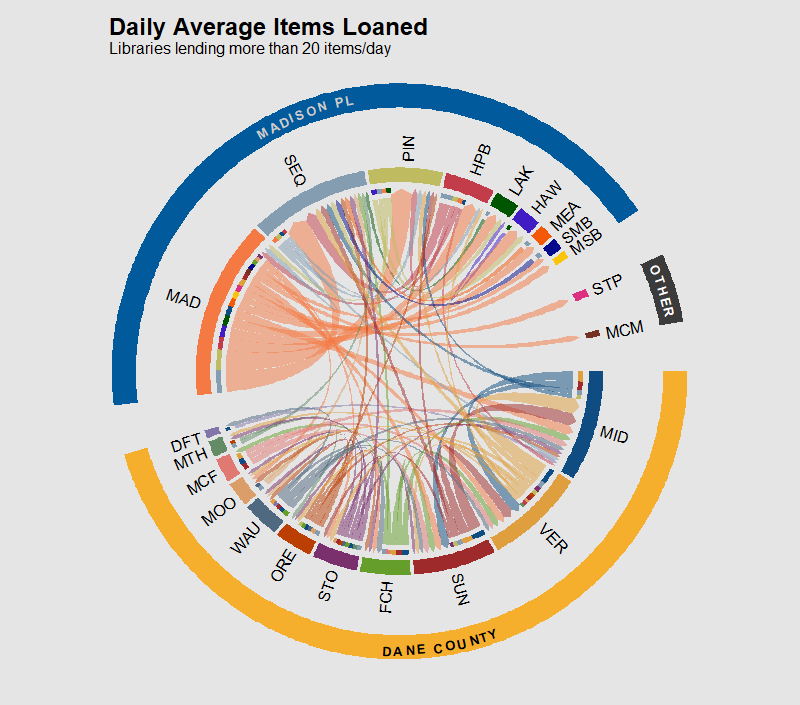 Daily Average Items Loaned
Libraries lending more than 20 items/day
MADISON PL
SEQ
PIN
HPB
LAK
HAW
MEA
SMB
MSB
MAD
OTHER
STP
MCM
MID
VER
SUN
FCH
STO
ORE
WAU
MOO
MCF
MTH
DFT
DANE COUNTY